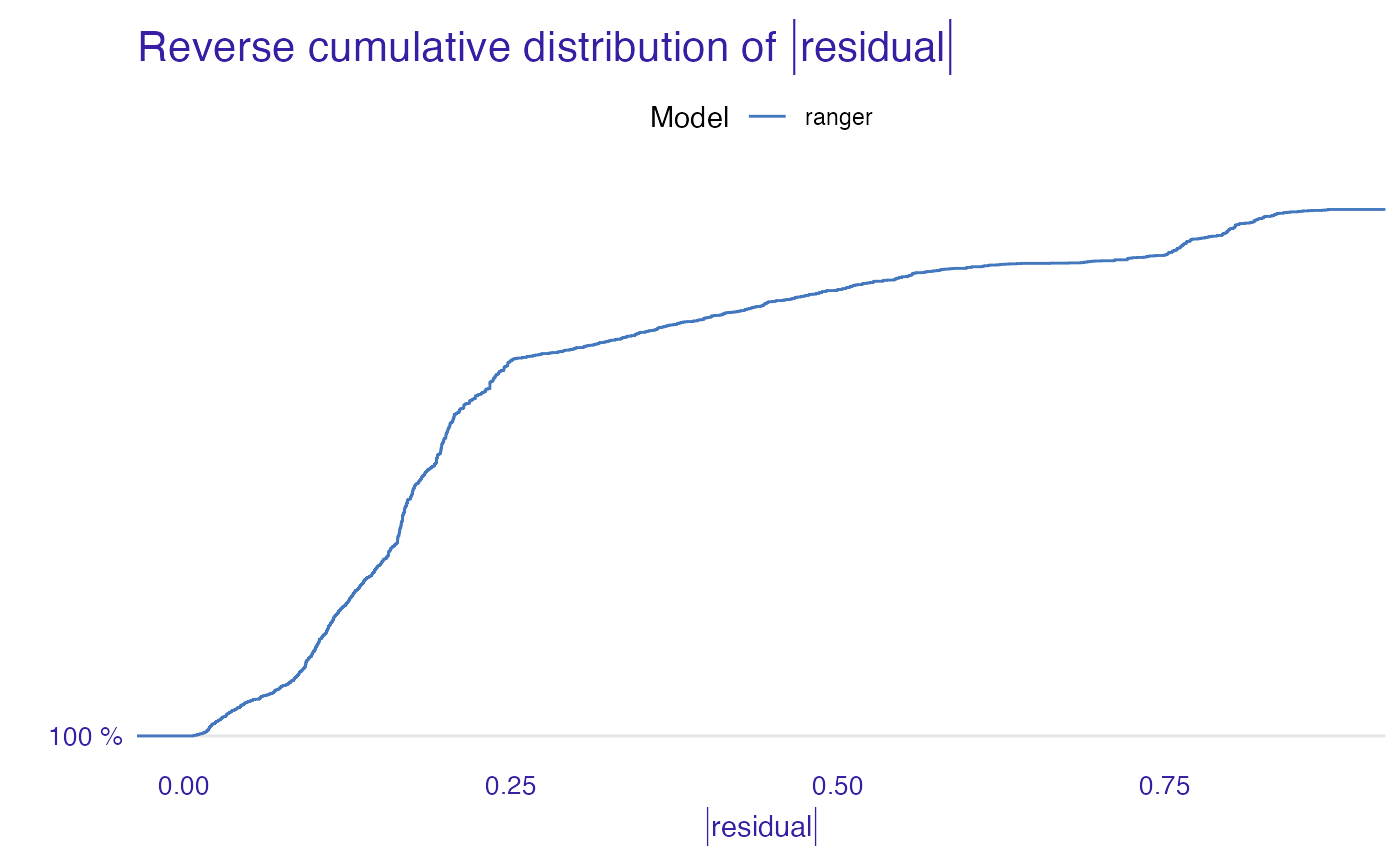 Reverse cumulative distribution of |residual|
Model ranger
100 %
0.00 0.25 0.50 0.75
|residual|